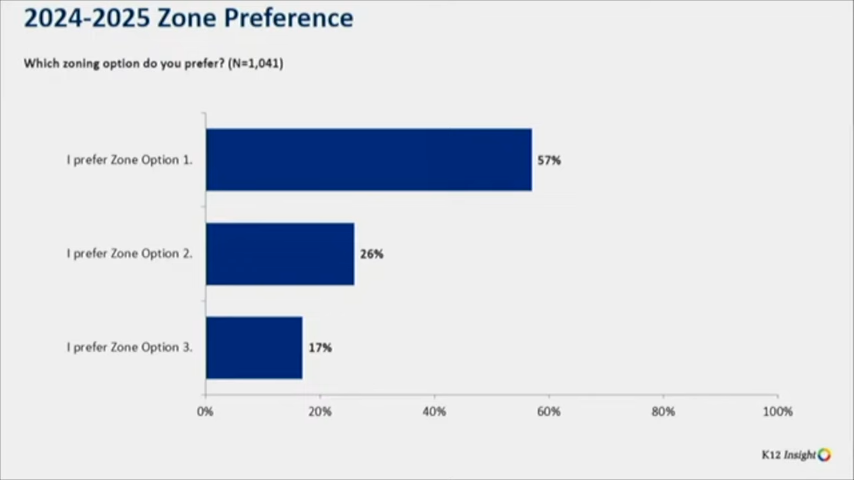 2024-2025 Zone Preference
Which zoning option do you prefer? (N=1,041)
I prefer Zone Option 1.
57%
I prefer Zone Option 2.
26%
I prefer Zone Option 3.
17%
0% 20% 40% 60% 80% 100%
K12 Insight